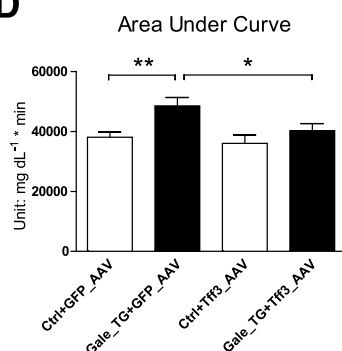 D
Area Under Curve
** *
60000
40000
20000
0
Unit: mg dL⁻¹ * min
Ctrl+GFP_AAV
Gale_TG+GFP_AAV
Ctrl+Tff3_AAV
Gale_TG+Tff3_AAV